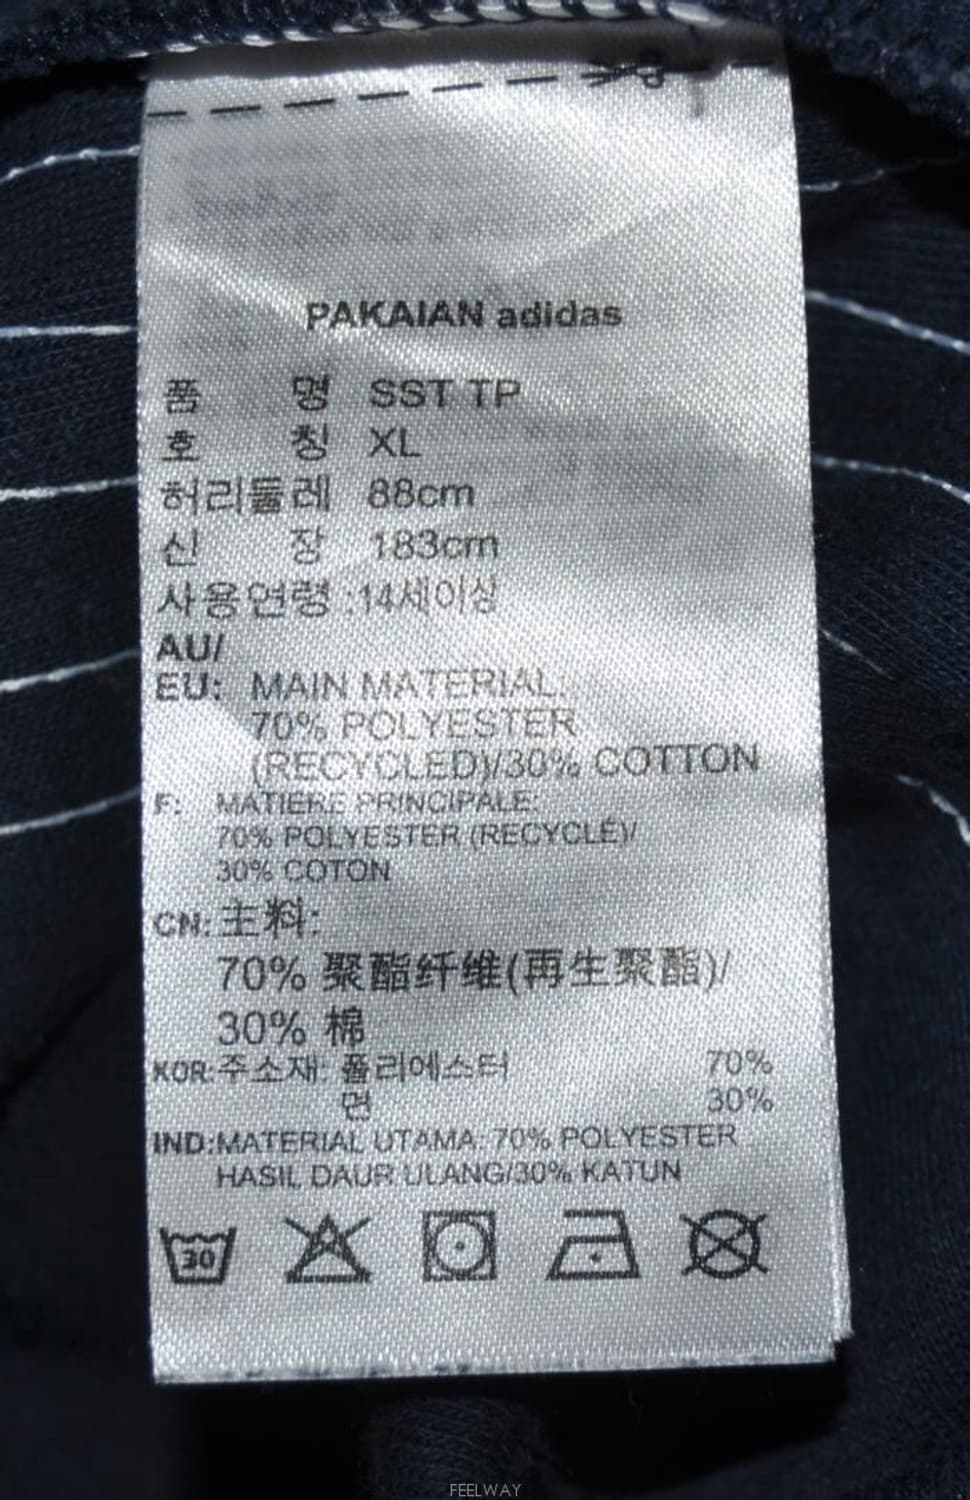 PAKAIAN adidas
품 명 SST TP
호 칭 XL
허리둘레 88cm
신 장 183cm
사용연령 :14세이상
AU/
EU: MAIN MATERIAL:
70% POLYESTER
(RECYCLED)/30% COTTON
F: MATIERE PRINCIPALE:
70% POLYESTER (RECYCLÉ)/
30% COTON
CN: 主料:
70% 聚酯纤维(再生聚酯)/
30% 棉
KOR: 주소재: 폴리에스터 70%
면 30%
IND:MATERIAL UTAMA: 70% POLYESTER
HASIL DAUR ULANG/30% KATUN
30
FEELWAY